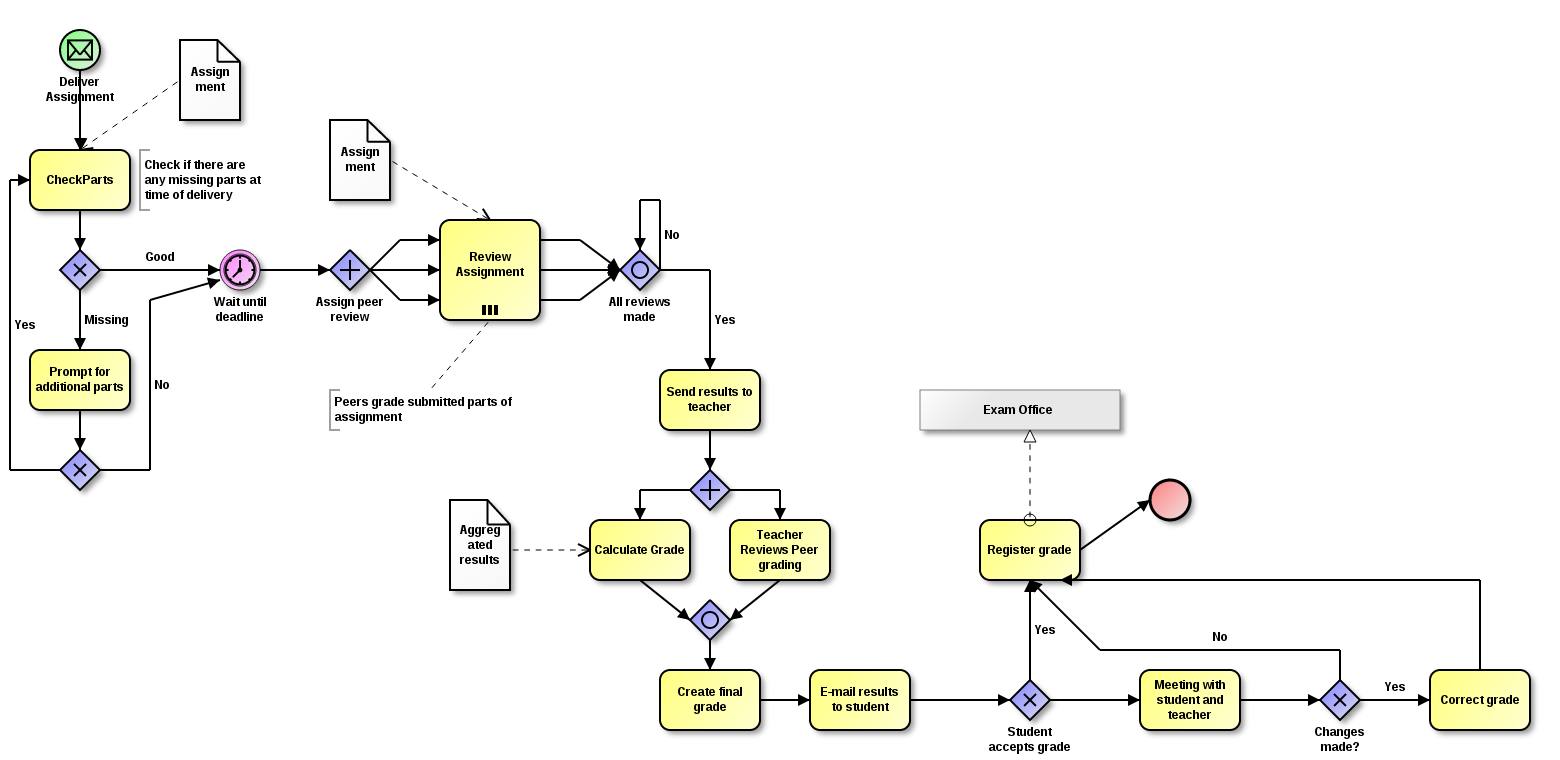 Deliver
Assignment
Assign
ment
CheckParts
Check if there are
any missing parts at
time of delivery
Assign
ment
Good
Missing
Yes
No
Wait until
deadline
Assign peer
review
Review
Assignment
No
All reviews
made
Yes
Prompt for
additional parts
Peers grade submitted parts of
assignment
Send results to
teacher
Exam Office
Aggreg
ated
results
Calculate Grade
Teacher
Reviews Peer
grading
Register grade
Yes
No
Create final
grade
E-mail results
to student
Student
accepts grade
Meeting with
student and
teacher
Changes
made?
Yes
Correct grade